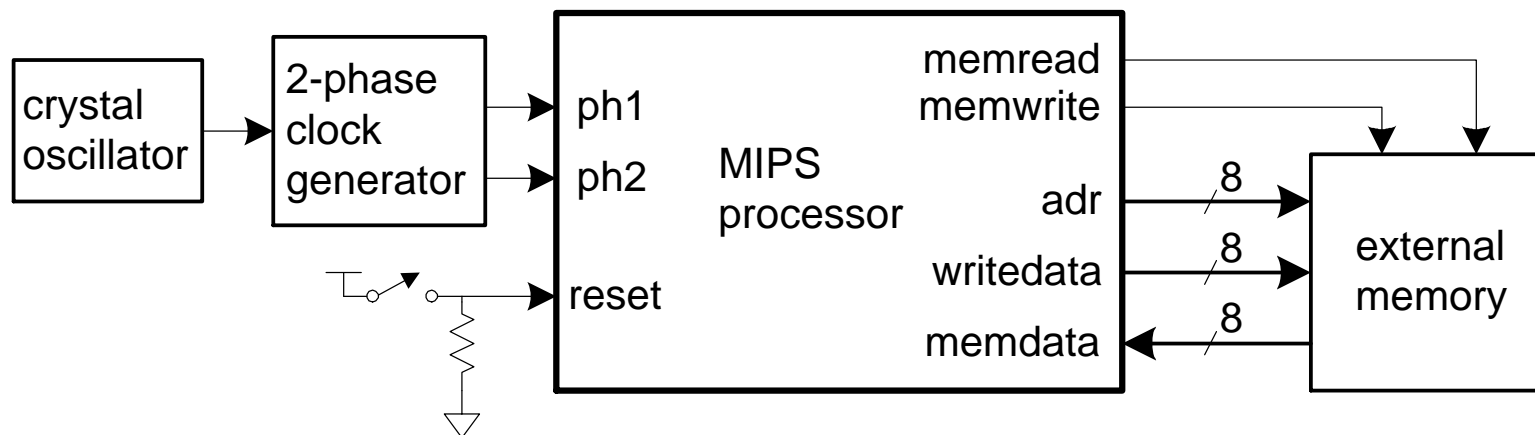 crystal
oscillator
2-phase
clock
generator
ph1
ph2
reset
MIPS
processor
memread
memwrite
adr
writedata
memdata
8
8
8
external
memory